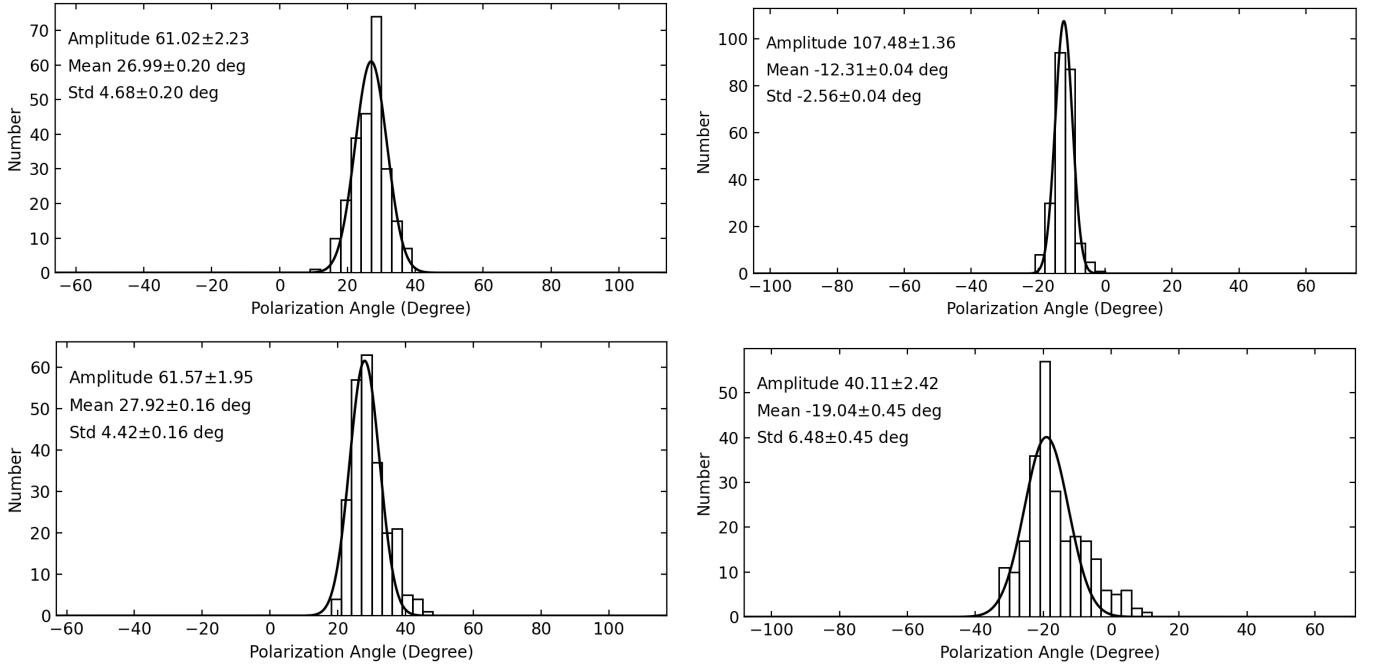 Amplitude 61.02±2.23
Mean 26.99±0.20 deg
Std 4.68±0.20 deg
Number
70
60
50
40
30
20
10
0
−60 −40 −20 0 20 40 60 80 100
Polarization Angle (Degree)
Amplitude 107.48±1.36
Mean -12.31±0.04 deg
Std -2.56±0.04 deg
Number
100
80
60
40
20
0
−100 −80 −60 −40 −20 0 20 40 60
Polarization Angle (Degree)
Amplitude 61.57±1.95
Mean 27.92±0.16 deg
Std 4.42±0.16 deg
Number
60
50
40
30
20
10
0
−60 −40 −20 0 20 40 60 80 100
Polarization Angle (Degree)
Amplitude 40.11±2.42
Mean -19.04±0.45 deg
Std 6.48±0.45 deg
Number
50
40
30
20
10
0
−100 −80 −60 −40 −20 0 20 40 60
Polarization Angle (Degree)